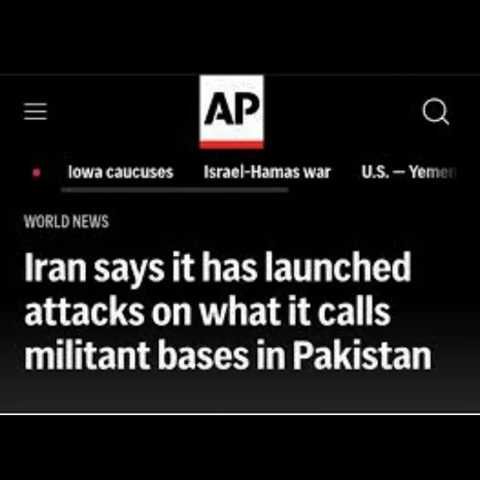 AP
Iowa caucuses Israel-Hamas war U.S. — Yemen
WORLD NEWS
Iran says it has launched
attacks on what it calls
militant bases in Pakistan